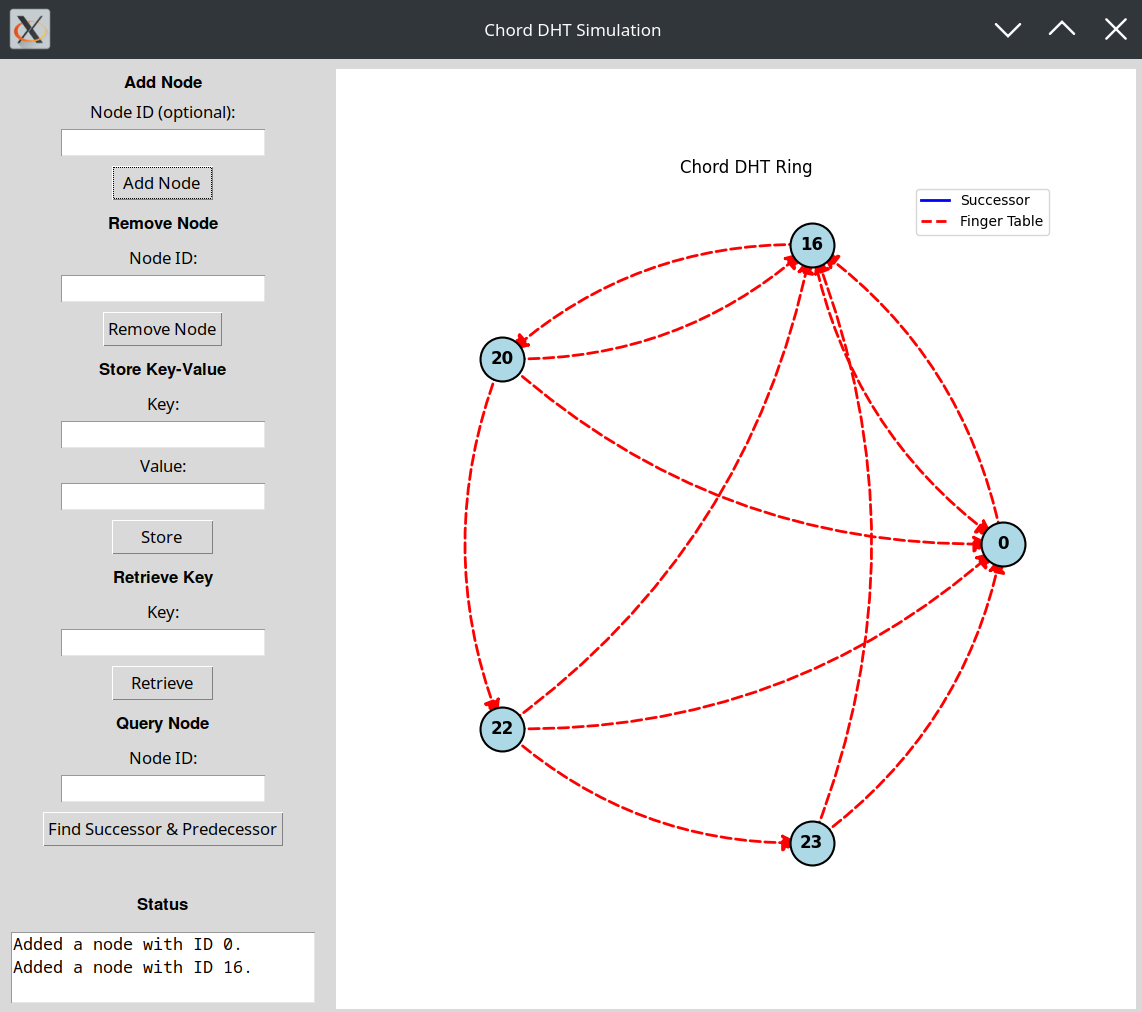 Chord DHT Simulation
Add Node
Node ID (optional):
Add Node
Remove Node
Node ID:
Remove Node
Store Key-Value
Key:
Value:
Store
Retrieve Key
Key:
Retrieve
Query Node
Node ID:
Find Successor & Predecessor
Status
Added a node with ID 0.
Added a node with ID 16.
Chord DHT Ring
Successor
Finger Table
16
20
0
22
23